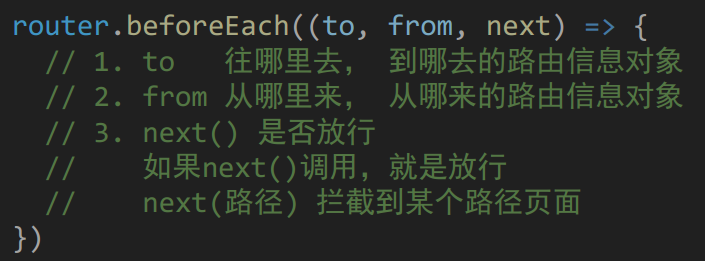 router.beforeEach((to, from, next) => {
  // 1. to   往哪里去， 到哪去的路由信息对象
  // 2. from 从哪里来， 从哪来的路由信息对象
  // 3. next() 是否放行
  //    如果next()调用，就是放行
  //    next(路径) 拦截到某个路径页面
})